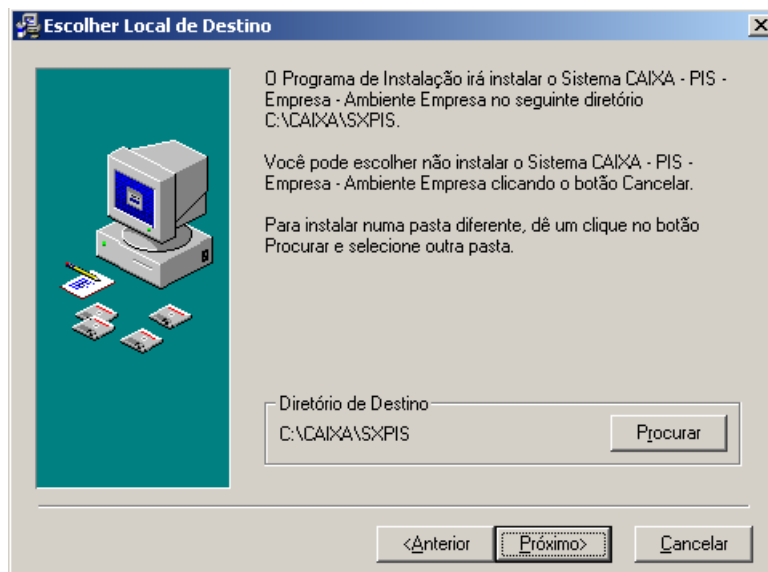 Escolher Local de Destino
O Programa de Instalação irá instalar o Sistema CAIXA - PIS -
Empresa - Ambiente Empresa no seguinte diretório
C:\CAIXA\SXPIS.
Você pode escolher não instalar o Sistema CAIXA - PIS -
Empresa - Ambiente Empresa clicando o botão Cancelar.
Para instalar numa pasta diferente, dê um clique no botão
Procurar e selecione outra pasta.
Diretório de Destino
C:\CAIXA\SXPIS
Procurar
<Anterior
Próximo>
Cancelar